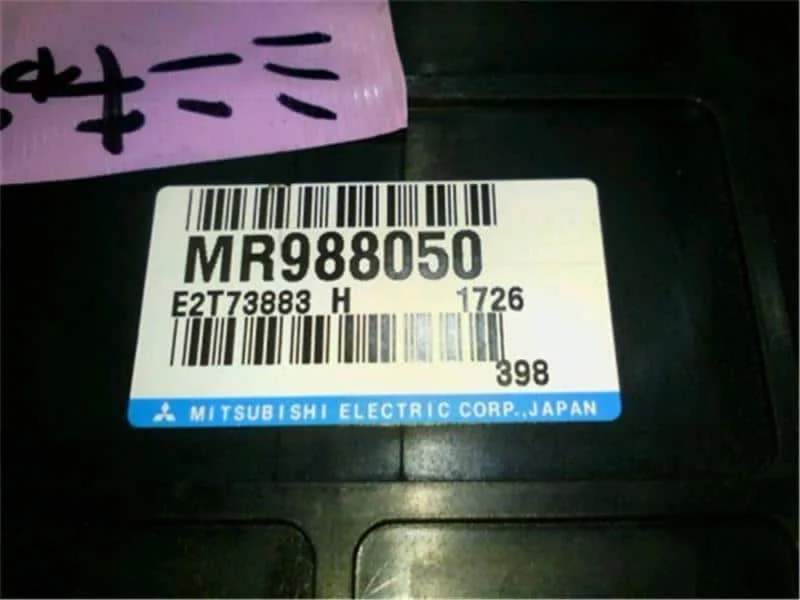 MR988050
E2T73883 H 1726
398
MITSUBISHI ELECTRIC CORP.,JAPAN